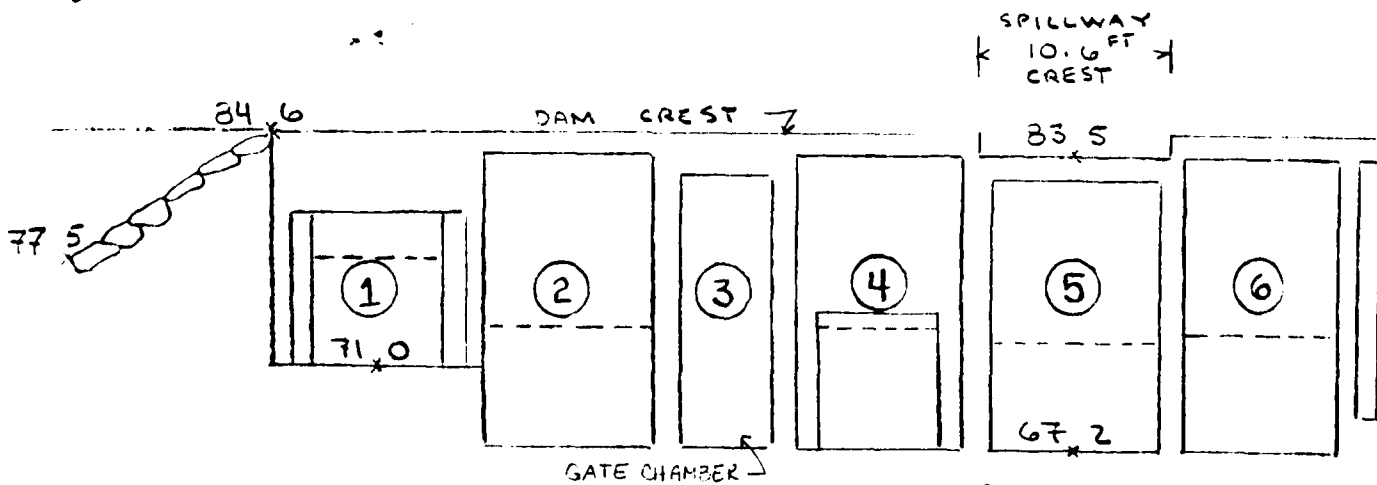 SPILLWAY
10.6 FT
CREST
84 6
DAM CREST
83 5
77 5
1
2
3
4
5
6
71 0
67 2
GATE CHAMBER